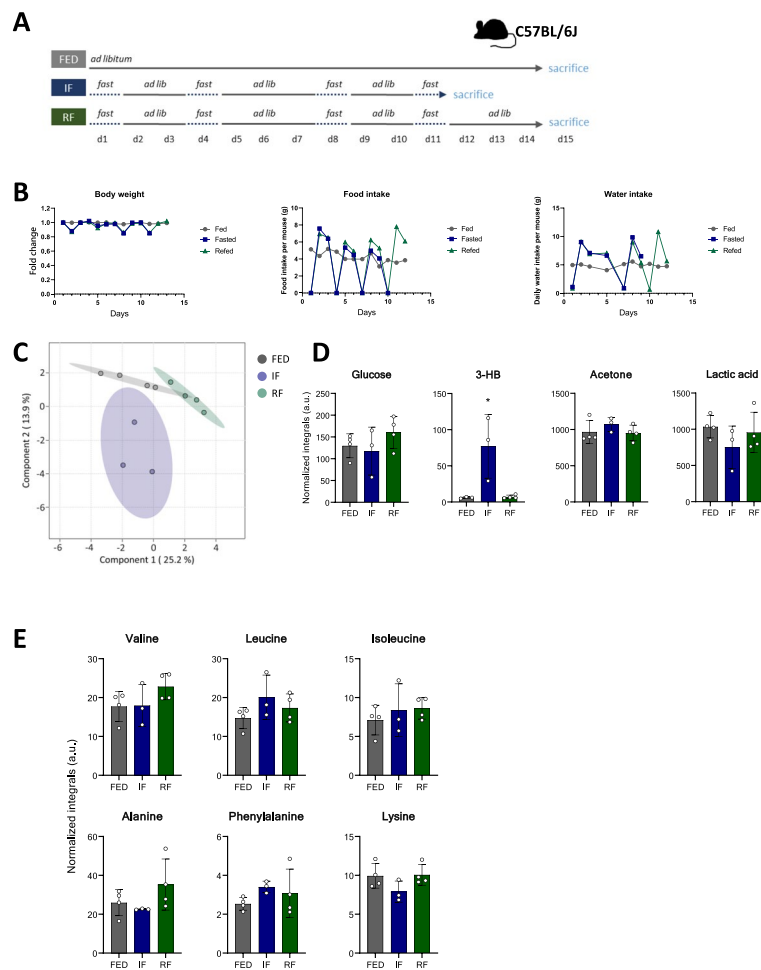 A
C57BL/6J
FED ad libitum
sacrifice
IF fast ad lib fast ad lib fast ad lib fast
sacrifice
RF fast ad lib fast ad lib fast ad lib fast ad lib
sacrifice
d1 d2 d3 d4 d5 d6 d7 d8 d9 d10 d11 d12 d13 d14 d15
B
Body weight
Fold change
1.2
1.0
0.8
0.6
0.4
0.2
0.0
0 5 10 15
Days
Fed
Fasted
Refed
Food intake
Food intake per mouse (g)
10
8
6
4
2
0
0 5 10 15
Days
Fed
Fasted
Refed
Water intake
Daily water intake per mouse (g)
15
10
5
0
0 5 10 15
Days
Fed
Fasted
Refed
C
Component 2 ( 13.9 %)
2
0
-2
-4
-6
-6 -4 -2 0 2 4
Component 1 ( 25.2 %)
FED
IF
RF
D
Normalized integrals (a.u.)
Glucose
300
250
200
150
100
50
0
FED IF RF
3-HB
150
100
50
0
*
FED IF RF
Acetone
1500
1000
500
0
FED IF RF
Lactic acid
1500
1000
500
0
FED IF RF
E
Normalized integrals (a.u.)
Valine
30
20
10
0
FED IF RF
Leucine
30
20
10
0
FED IF RF
Isoleucine
15
10
5
0
FED IF RF
Alanine
60
40
20
0
FED IF RF
Phenylalanine
6
4
2
0
FED IF RF
Lysine
15
10
5
0
FED IF RF